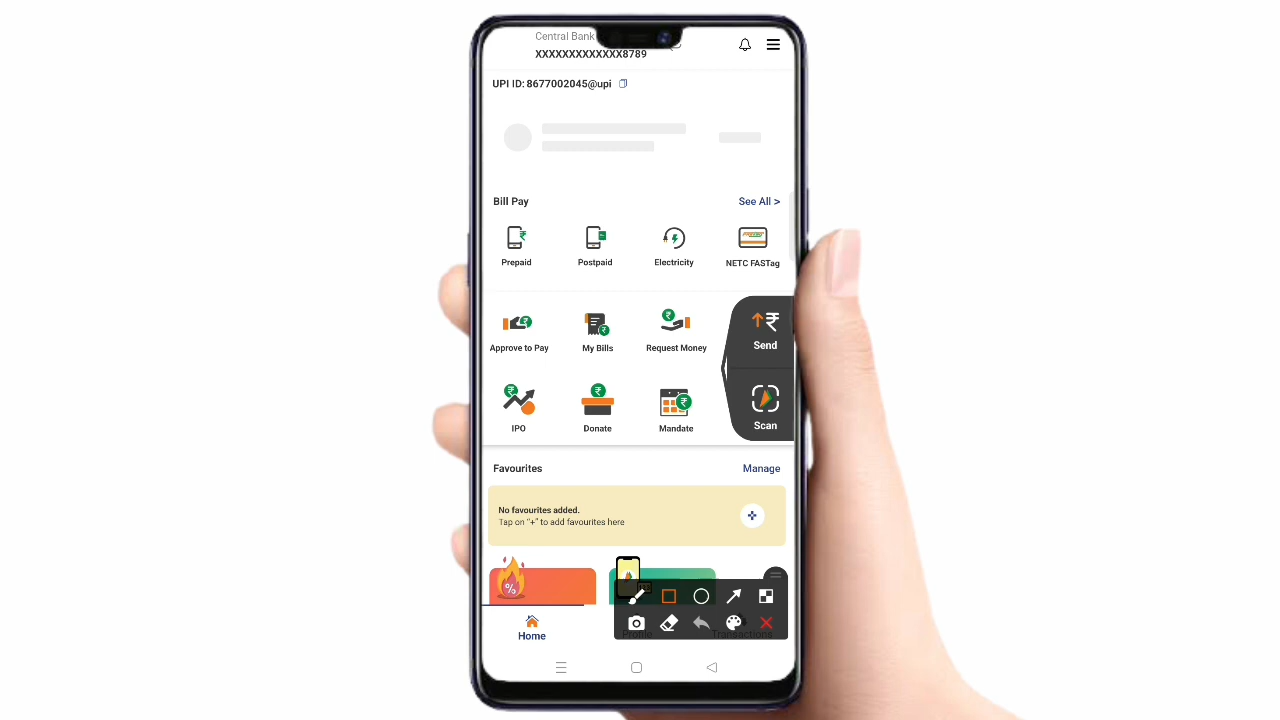 Central Bank
XXXXXXXXXXXXX8789
UPI ID: 8677002045@upi
Bill Pay
See All >
Prepaid
Postpaid
Electricity
NETC FASTag
Approve to Pay
My Bills
Request Money
Send
IPO
Donate
Mandate
Scan
Favourites
Manage
No favourites added.
Tap on "+" to add favourites here
%
Home
Profile
Transactions